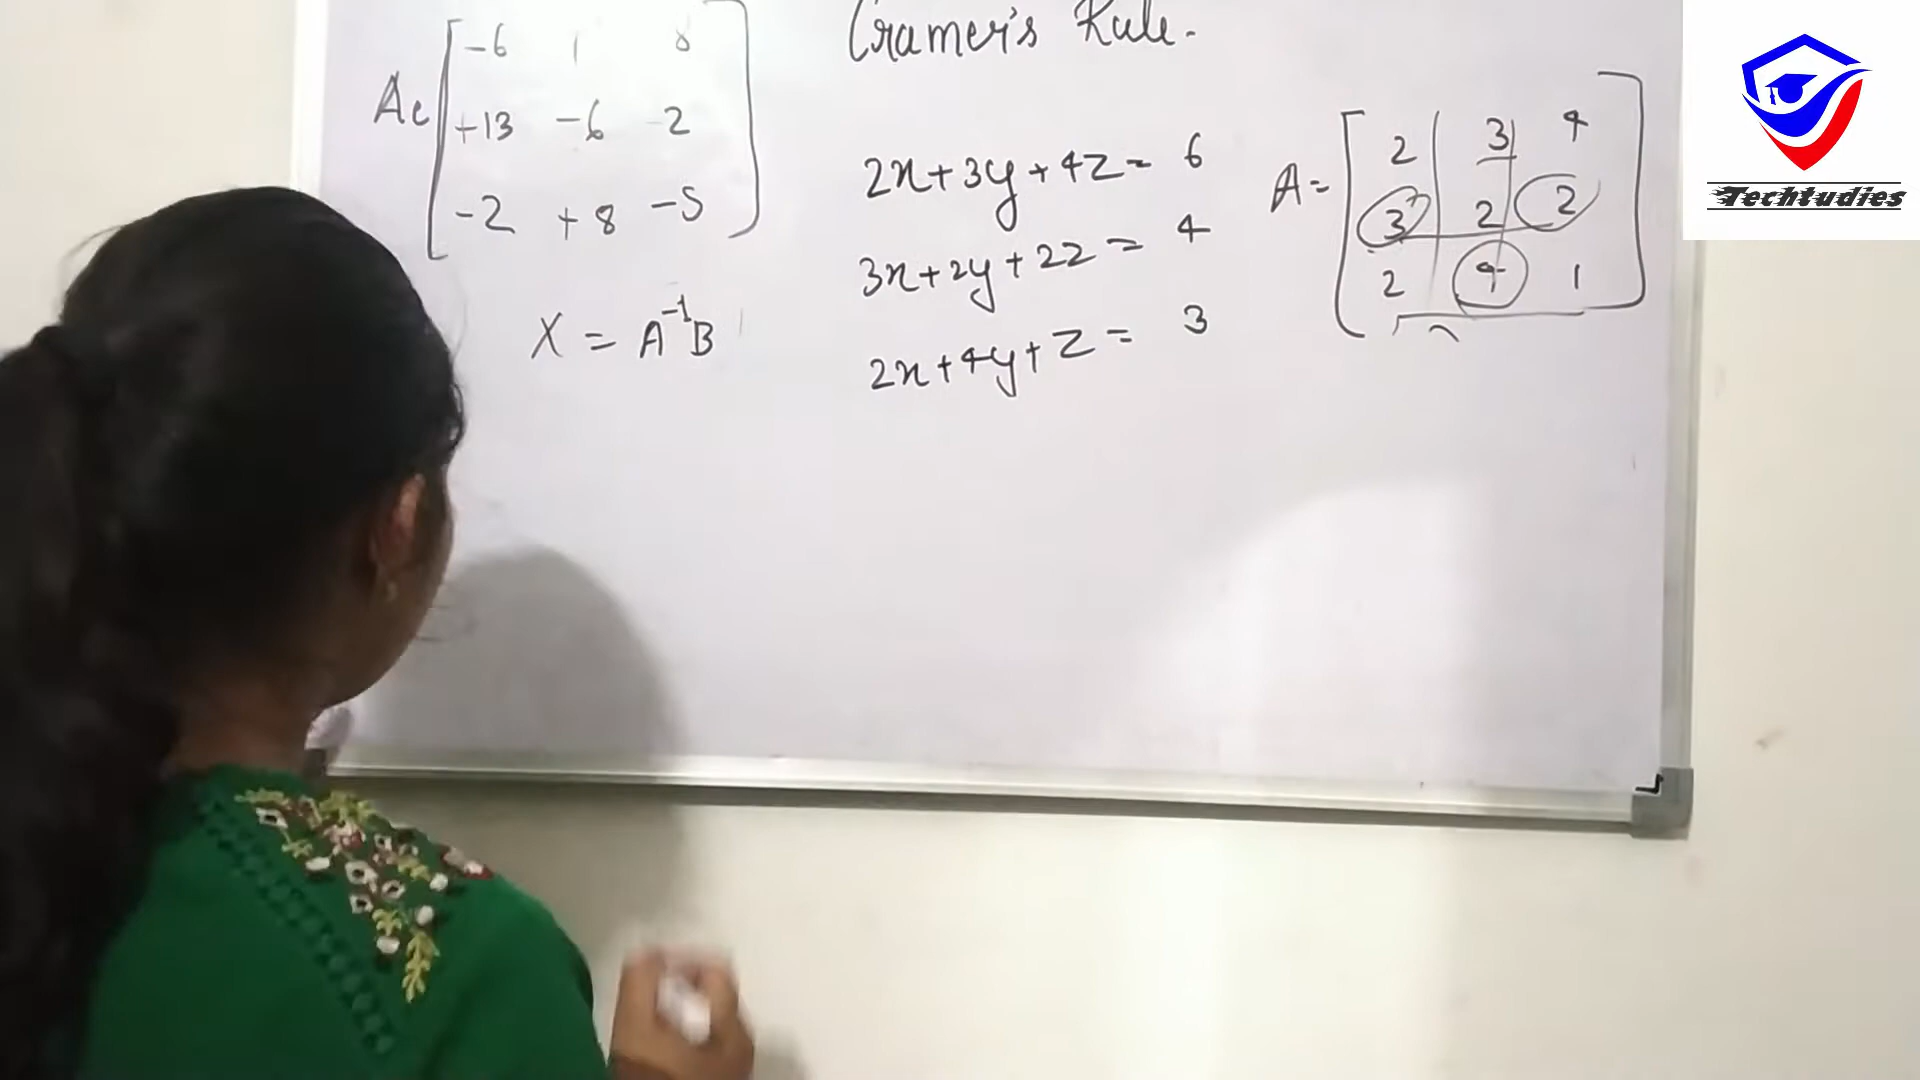 Cramer's Rule.
Ac [ -6 1 8
+13 -6 -2
-2 +8 -5 ]
X = A⁻¹B
2x+3y+4z = 6
3x+2y+2z = 4
2x+4y+z = 3
A = [ 2 3 4
3 2 2
2 4 1 ]
Techtudies